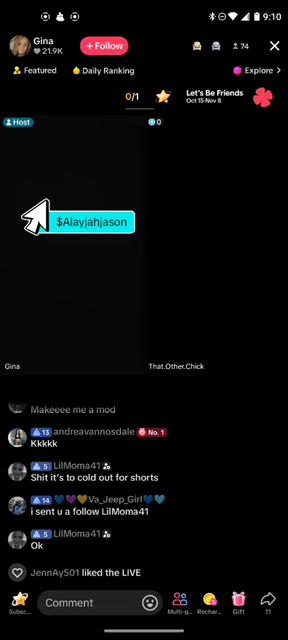 9:10
Gina
21.9K
+ Follow
74
Featured
Daily Ranking
Explore >
0/1
Let's Be Friends
Oct 15-Nov 8
Host
0
$Alayjahjason
Gina
That.Other.Chick
Makeeee me a mod
13 andreavannosdale No. 1
Kkkkk
5 LilMoma41
Shit it's to cold out for shorts
14 💙💜💛Va_Jeep_Girl💙💙
i sent u a follow LilMoma41
5 LilMoma41
Ok
JennAy501 liked the LIVE
Subsc...
Comment
Multi-g...
Rechar...
Gift
11